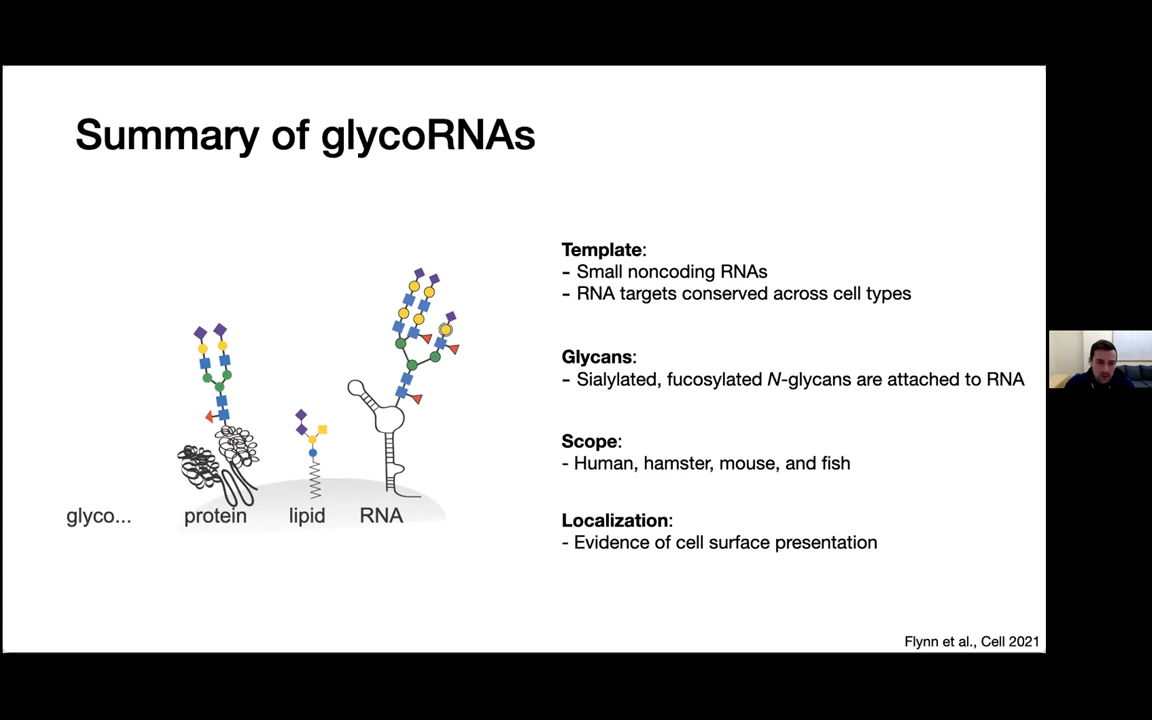 Summary of glycoRNAs
Template:
- Small noncoding RNAs
- RNA targets conserved across cell types
Glycans:
- Sialylated, fucosylated N-glycans are attached to RNA
Scope:
- Human, hamster, mouse, and fish
Localization:
- Evidence of cell surface presentation
glyco... protein lipid RNA
Flynn et al., Cell 2021